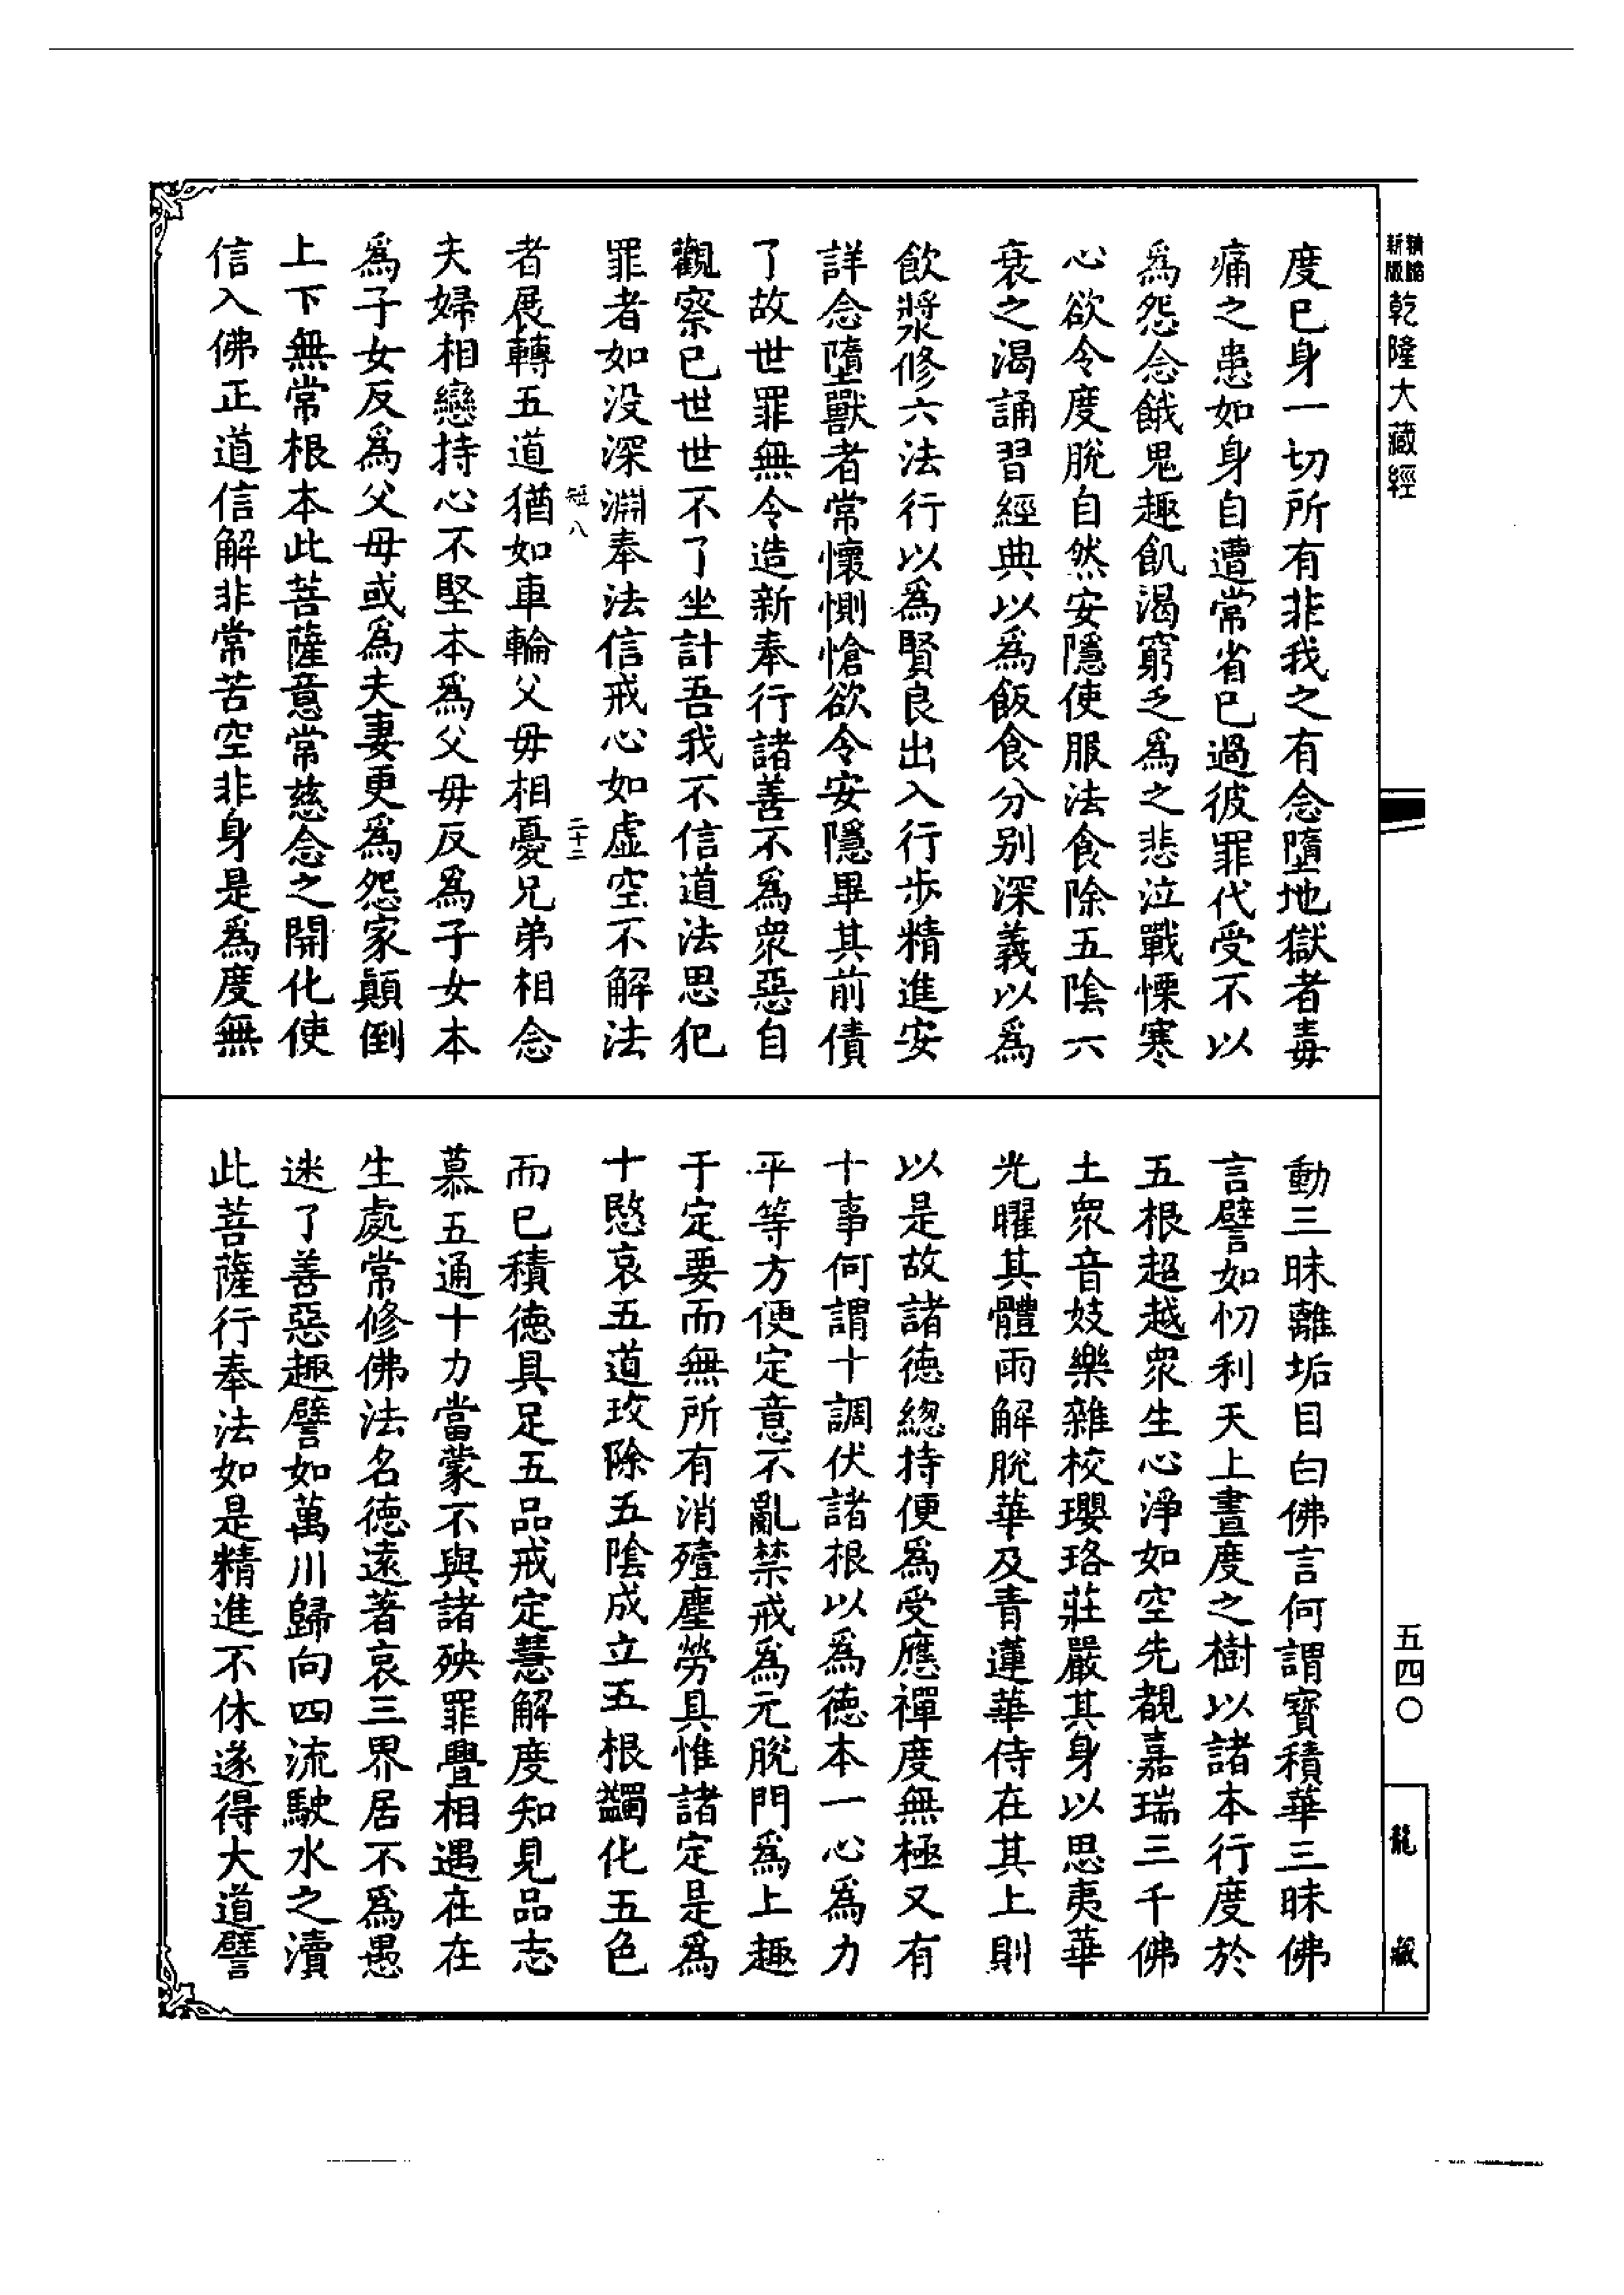 新版精縮乾隆大藏經
度已身一切所有非我之有念墮地獄者毒
痛之患如身自遭常省已過彼罪代受不以
爲怨念餓鬼趣飢渴窮乏爲之悲泣戰慄寒
心欲令度脫自然安隱使服法食除五陰六
衰之渴誦習經典以爲飯食分别深義以爲
飲漿修六法行以爲賢良出入行步精進安
詳念墮獸者常懷惻愴欲令安隱畢其前債
了故世罪無令造新奉行諸善不爲衆惡自
觀察已世世不了坐計吾我不信道法思犯
罪者如没深淵奉法信戒心如虛空不解法
短八
二十二
者展轉五道猶如車輪父母相憂兄弟相念
夫婦相戀持心不堅本爲父母反爲子女本
爲子女反爲父母或爲夫妻更爲怨家顛倒
上下無常根本此菩薩意常慈念之開化使
信入佛正道信解非常苦空非身是爲度無
動三昧離垢目白佛言何謂寶積華三昧佛
言譬如忉利天上晝度之樹以諸本行度於
五根超越衆生心淨如空先覩嘉瑞三千佛
土衆音妓樂雜校瓔珞莊嚴其身以思夷華
光曜其體雨解脫華及青蓮華侍在其上則
以是故諸德緫持便爲受應禪度無極又有
十事何謂十調伏諸根以爲德本一心爲力
平等方便定意不亂禁戒爲元脫門爲上趣
于定要而無所有消殪塵勞具惟諸定是爲
十愍哀五道攻除五陰成立五根蠲化五色
而已積德具足五品戒定慧解度知見品志
慕五通十力當蒙不與諸殃罪舋相遇在在
生處常修佛法名德遠著哀三界居不爲愚
迷了善惡趣譬如萬川歸向四流駛水之瀆
此菩薩行奉法如是精進不休遂得大道譬
五四〇
龍藏